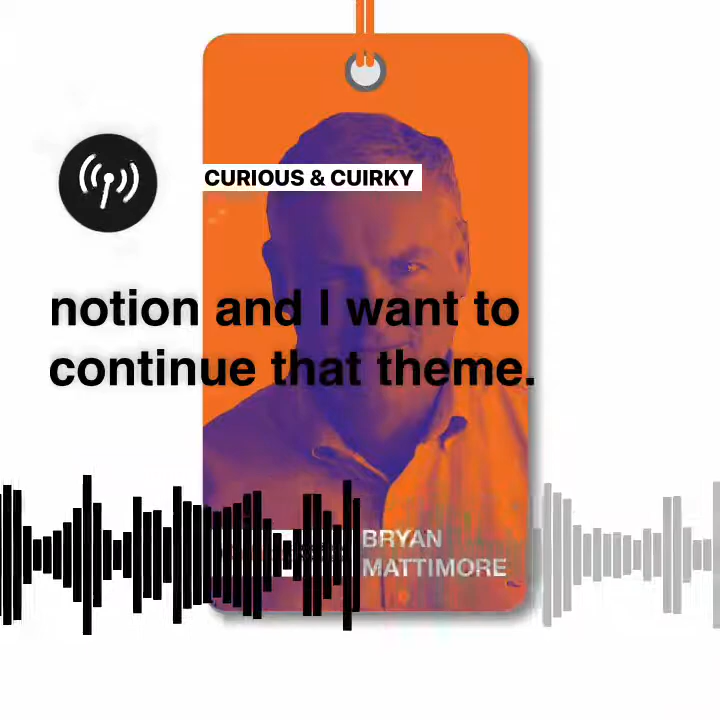 CURIOUS & CUIRKY
notion and I want to
continue that theme.
BRYAN
MATTIMORE